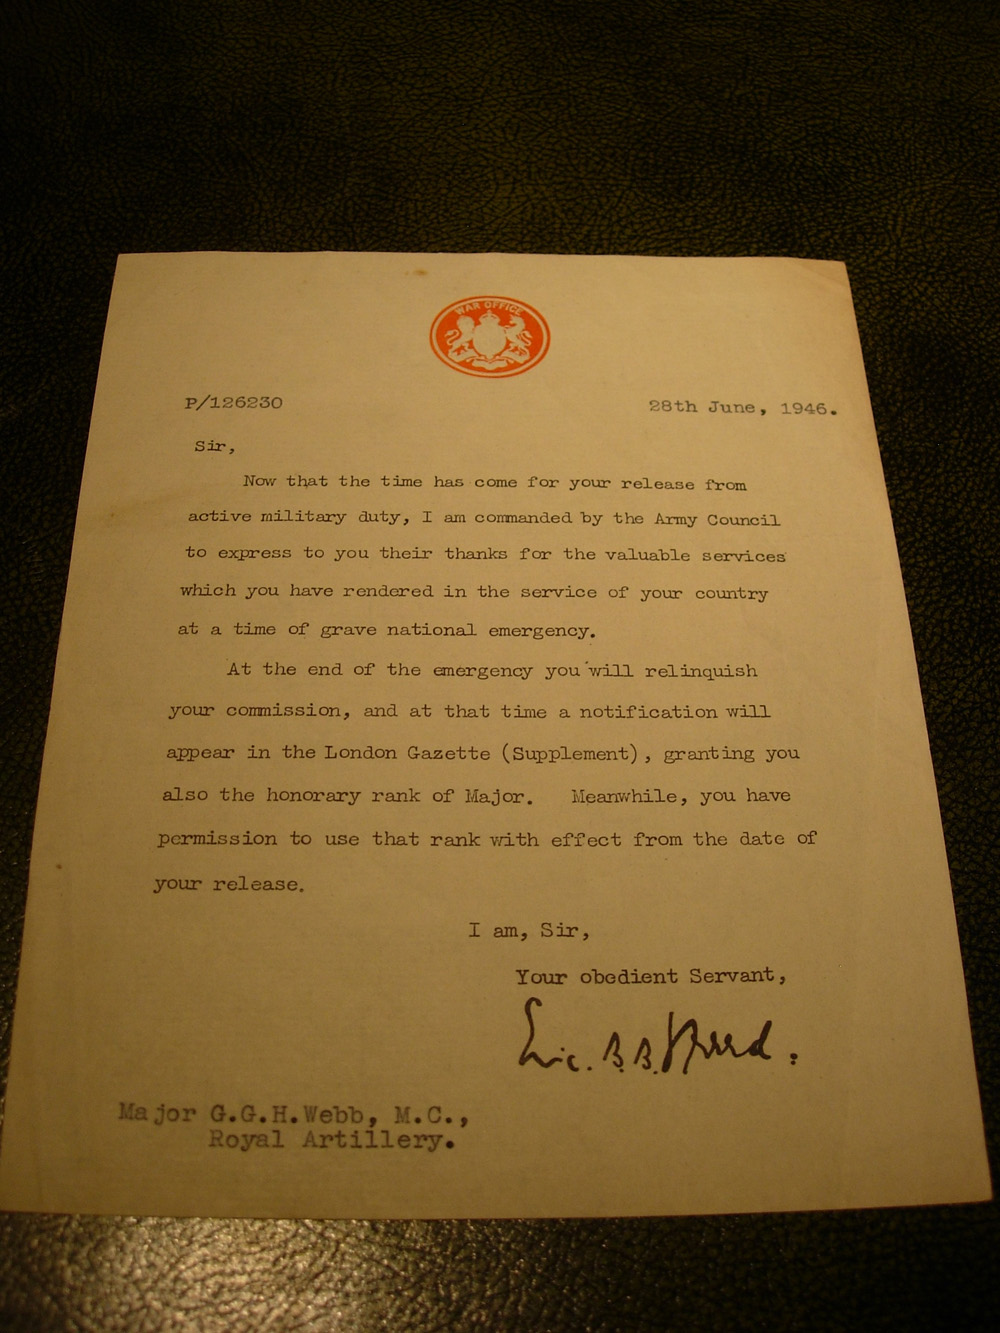 WAR OFFICE
P/126230
28th June, 1946.
Sir,
Now that the time has come for your release from
active military duty, I am commanded by the Army Council
to express to you their thanks for the valuable services
which you have rendered in the service of your country
at a time of grave national emergency.
At the end of the emergency you will relinquish
your commission, and at that time a notification will
appear in the London Gazette (Supplement), granting you
also the honorary rank of Major. Meanwhile, you have
permission to use that rank with effect from the date of
your release.
I am, Sir,
Your obedient Servant,
Eric. B. B.
Major G.G.H.Webb, M.C.,
Royal Artillery.